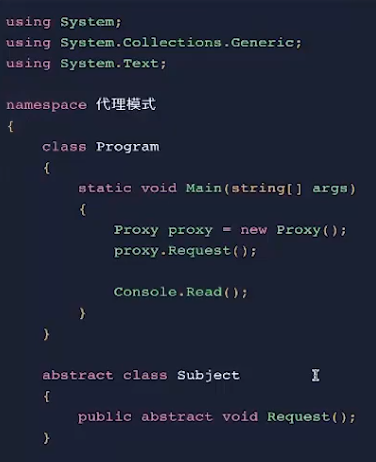 using System;
using System.Collections.Generic;
using System.Text;
namespace 代理模式
{
class Program
{
static void Main(string[] args)
{
Proxy proxy = new Proxy();
proxy.Request();
Console.Read();
}
}
abstract class Subject
{
public abstract void Request();
}